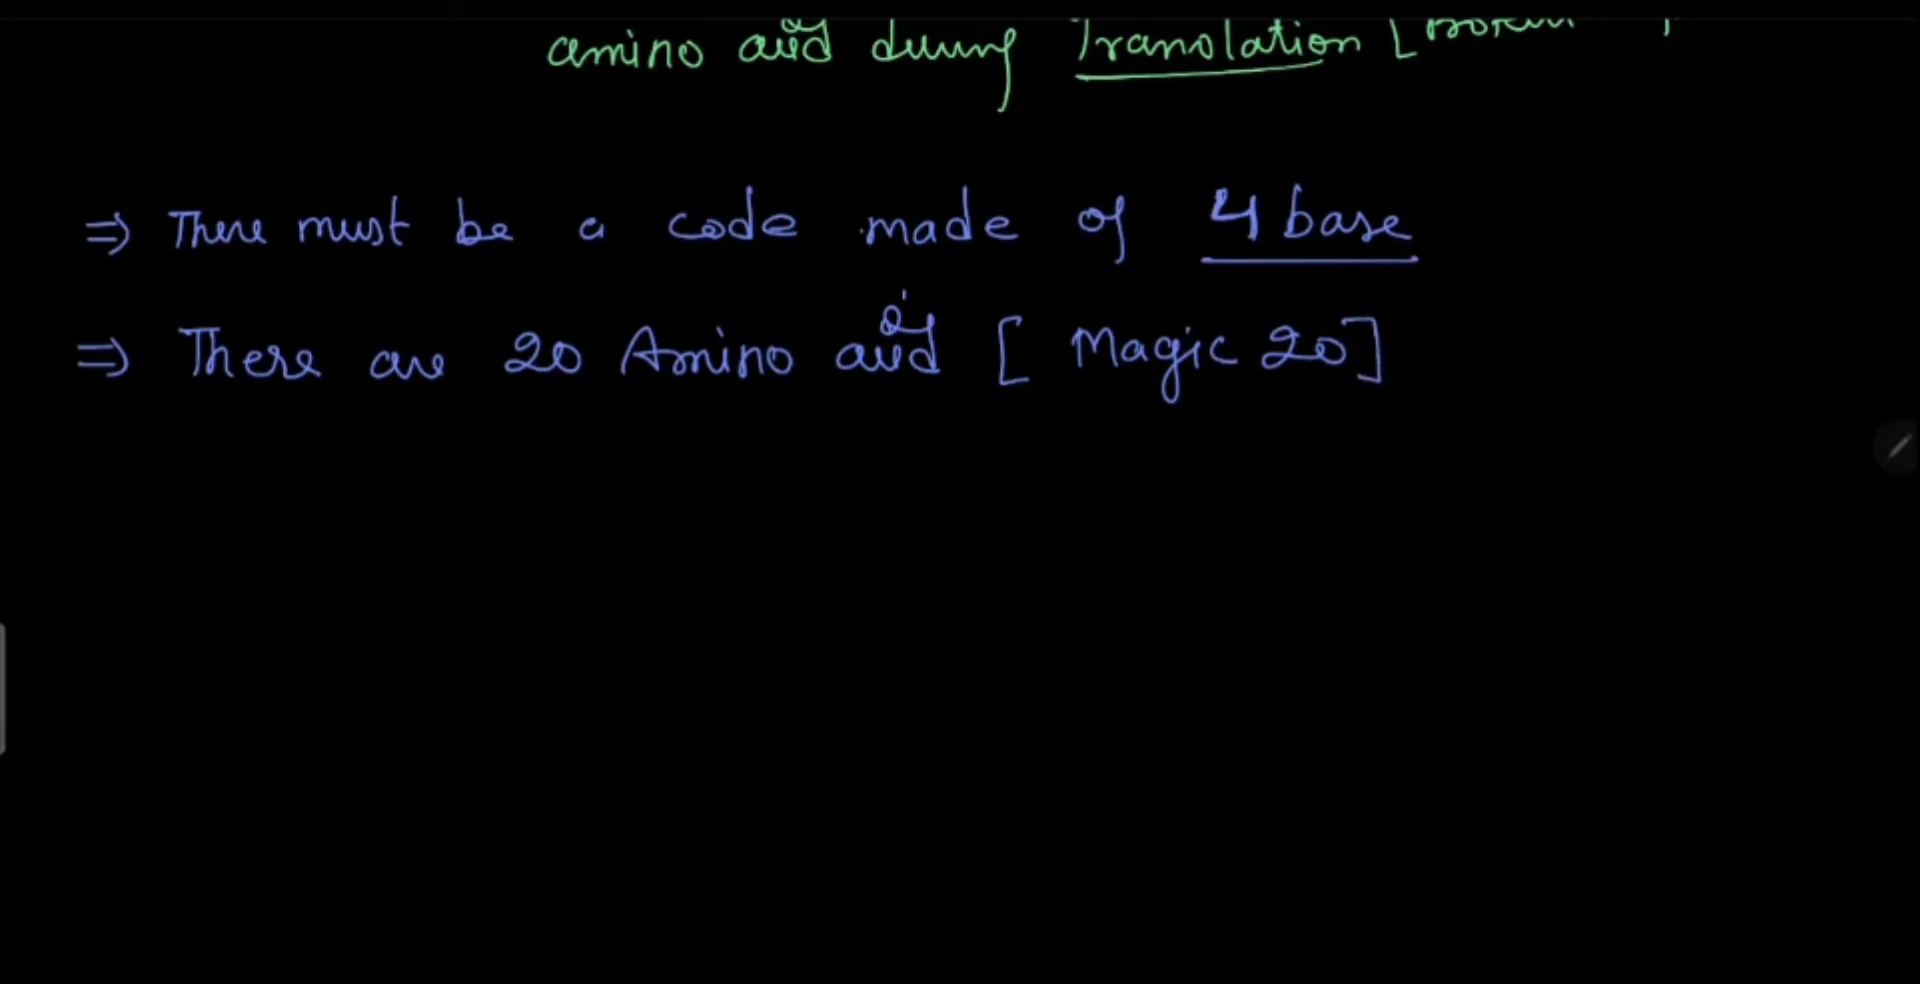 amino acid during Translation [
⇒ There must be a code made of 4 base
⇒ There are 20 Amino acid [ Magic 20]